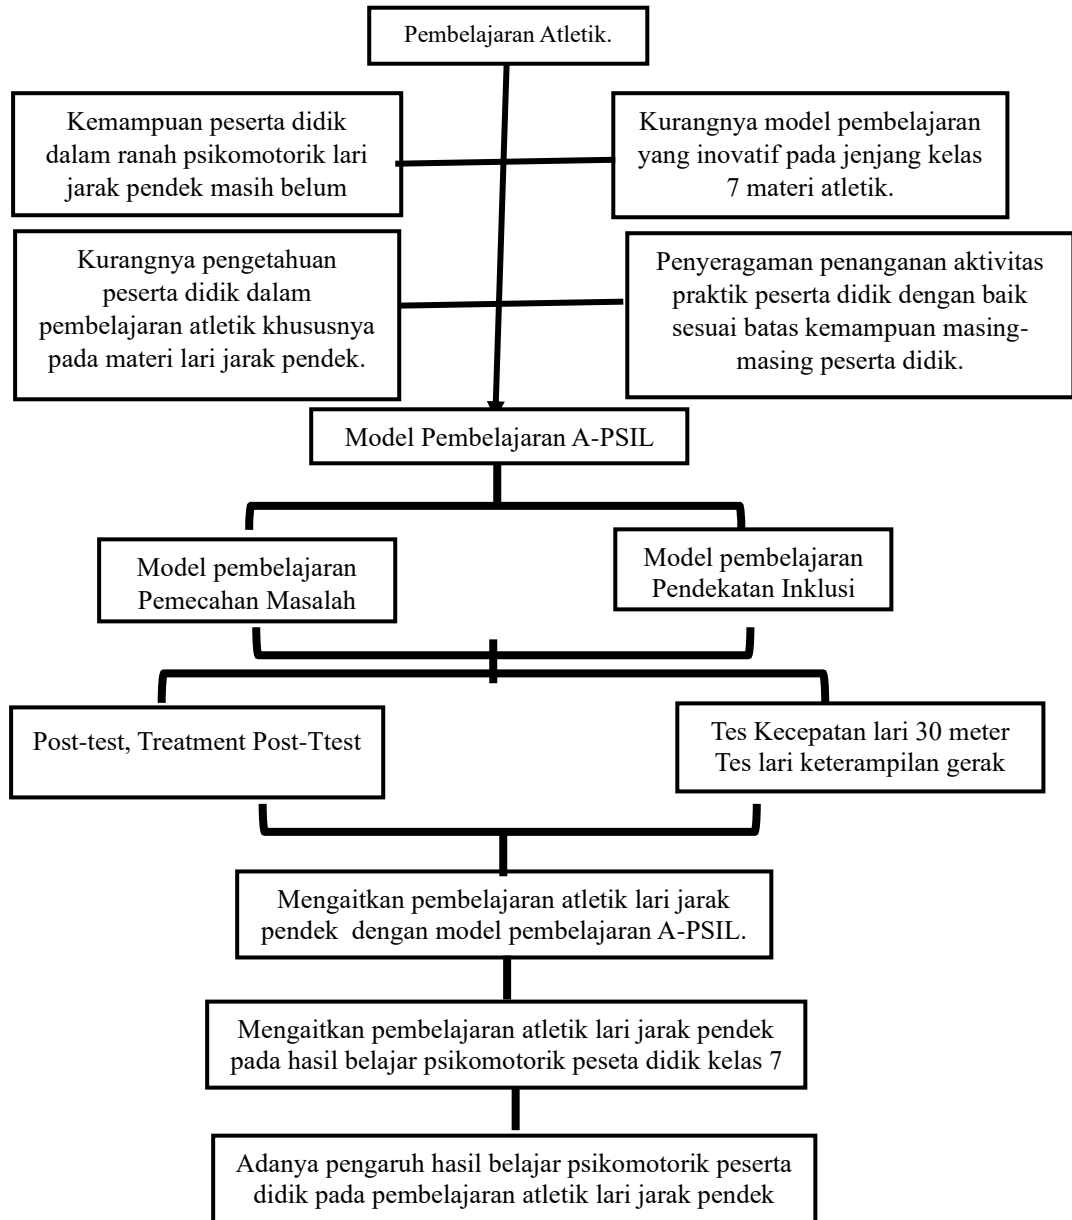 Pembelajaran Atletik.
Kemampuan peserta didik
dalam ranah psikomotorik lari
jarak pendek masih belum
Kurangnya model pembelajaran
yang inovatif pada jenjang kelas
7 materi atletik.
Kurangnya pengetahuan
peserta didik dalam
pembelajaran atletik khususnya
pada materi lari jarak pendek.
Penyeragaman penanganan aktivitas
praktik peserta didik dengan baik
sesuai batas kemampuan masing-
masing peserta didik.
Model Pembelajaran A-PSIL
Model pembelajaran
Pemecahan Masalah
Model pembelajaran
Pendekatan Inklusi
Post-test, Treatment Post-Ttest
Tes Kecepatan lari 30 meter
Tes lari keterampilan gerak
Mengaitkan pembelajaran atletik lari jarak
pendek dengan model pembelajaran A-PSIL.
Mengaitkan pembelajaran atletik lari jarak pendek
pada hasil belajar psikomotorik peseta didik kelas 7
Adanya pengaruh hasil belajar psikomotorik peserta
didik pada pembelajaran atletik lari jarak pendek